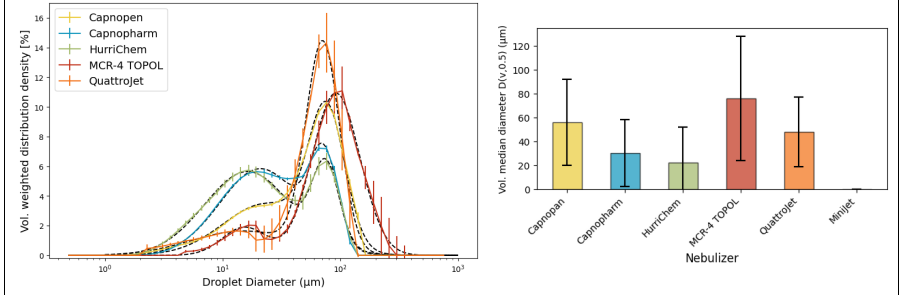 Vol. weighted distribution density [%]
16
14
12
10
8
6
4
2
0
Capnopen
Capnopharm
HurriChem
MCR-4 TOPOL
QuattroJet
10⁰
10¹
10²
10³
Droplet Diameter (µm)
Vol. median diameter D(v,0.5) (µm)
120
100
80
60
40
20
0
Capnopan
Capnopharm
HurriChem
MCR-4 TOPOL
QuattroJet
MiniJet
Nebulizer